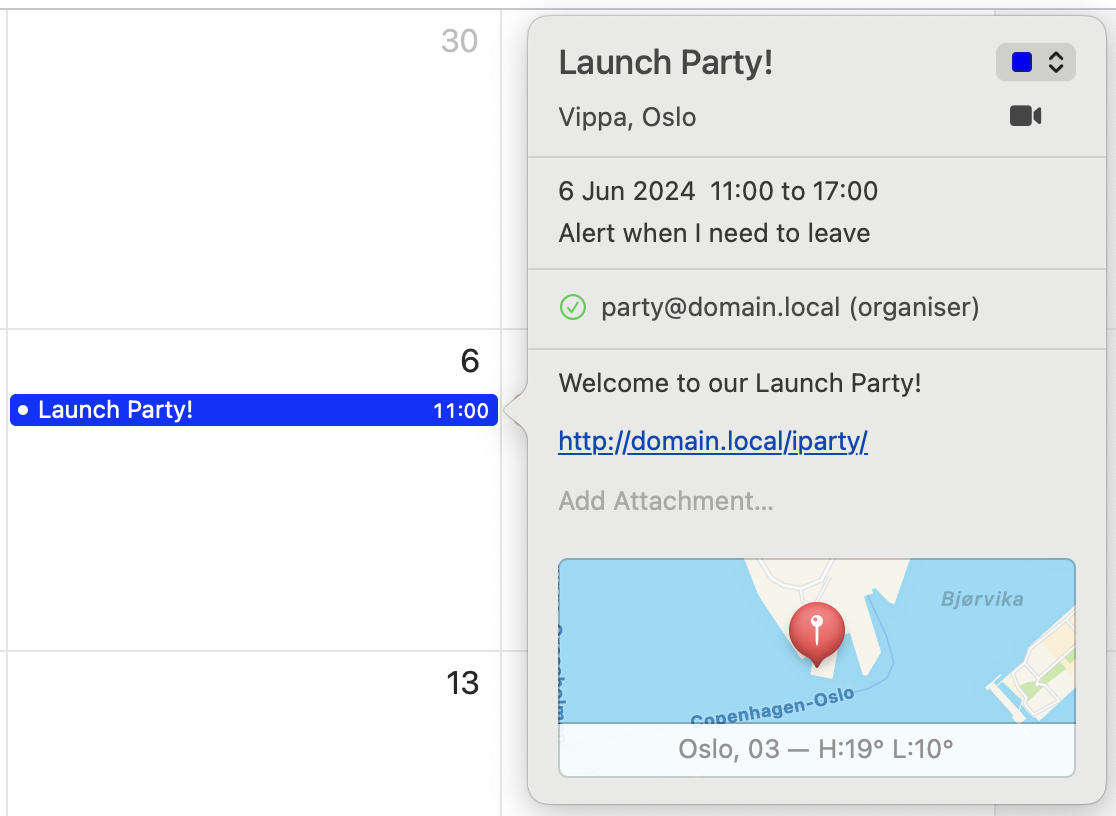 30
6
Launch Party! 11:00
13
Launch Party!
Vippa, Oslo
6 Jun 2024 11:00 to 17:00
Alert when I need to leave
party@domain.local (organiser)
Welcome to our Launch Party!
http://domain.local/iparty/
Add Attachment...
Bjørvika
Copenhagen-Oslo
Oslo, 03 — H:19° L:10°